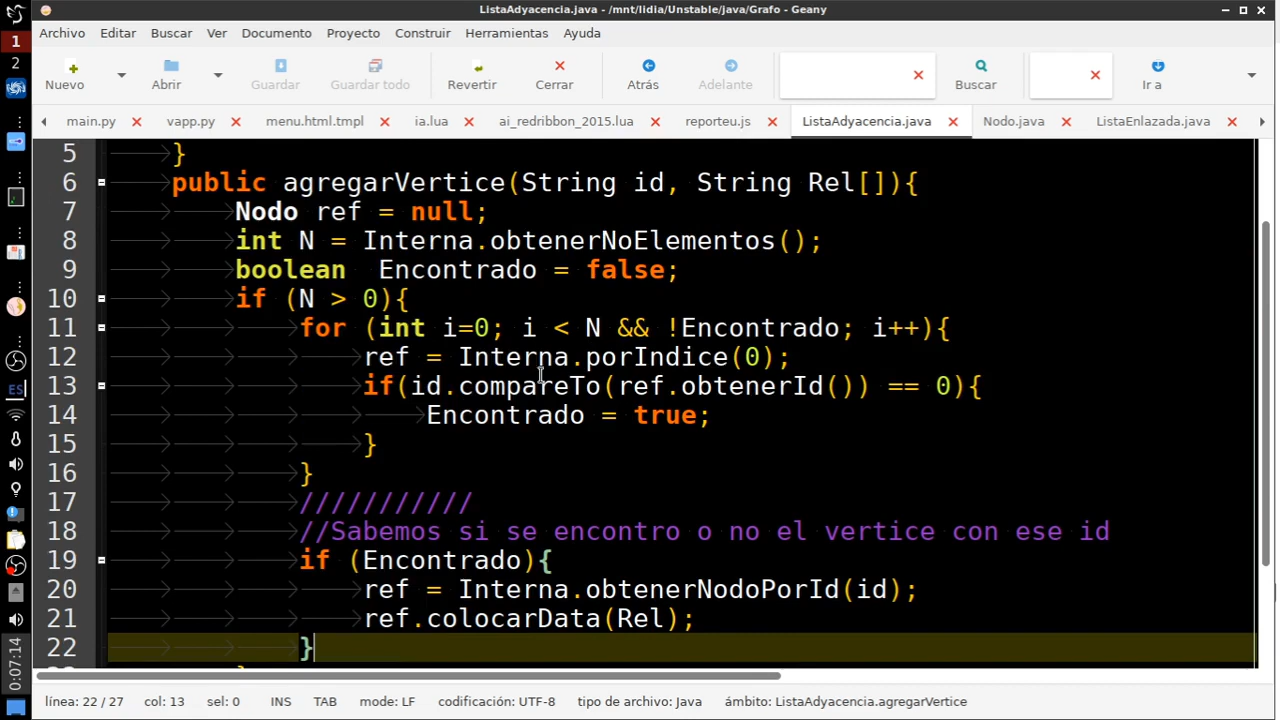 ListaAdyacencia.java - /mnt/lidia/Unstable/java/Grafo - Geany
1
Archivo Editar Buscar Ver Documento Proyecto Construir Herramientas Ayuda
2
Nuevo Abrir Guardar Guardar todo Revertir Cerrar Atrás Adelante Buscar Ir a
main.py vapp.py menu.html.tmpl ia.lua ai_redribbon_2015.lua reporteu.js ListaAdyacencia.java Nodo.java ListaEnlazada.java
5 }
6 public agregarVertice(String id, String Rel[]){
7 Nodo ref = null;
8 int N = Interna.obtenerNoElementos();
9 boolean  Encontrado = false;
10 if (N > 0){
11 for (int i=0; i < N && !Encontrado; i++){
12 ref = Interna.porIndice(0);
13 if(id.compareTo(ref.obtenerId()) == 0){
ES
14 Encontrado = true;
15 }
16 }
17 ///////////
18 //Sabemos si se encontro o no el vertice con ese id
19 if (Encontrado){
20 ref = Interna.obtenerNodoPorId(id);
21 ref.colocarData(Rel);
22 }
0:07:14
línea: 22 / 27 col: 13 sel: 0 INS TAB mode: LF codificación: UTF-8 tipo de archivo: Java ámbito: ListaAdyacencia.agregarVertice